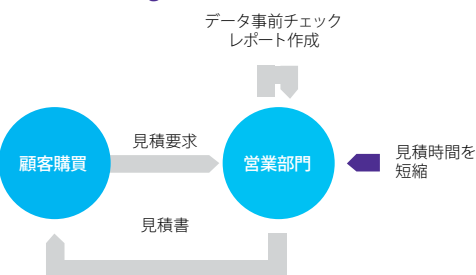 データ事前チェック
レポート作成
見積要求
顧客購買
営業部門
見積時間を
短縮
見積書